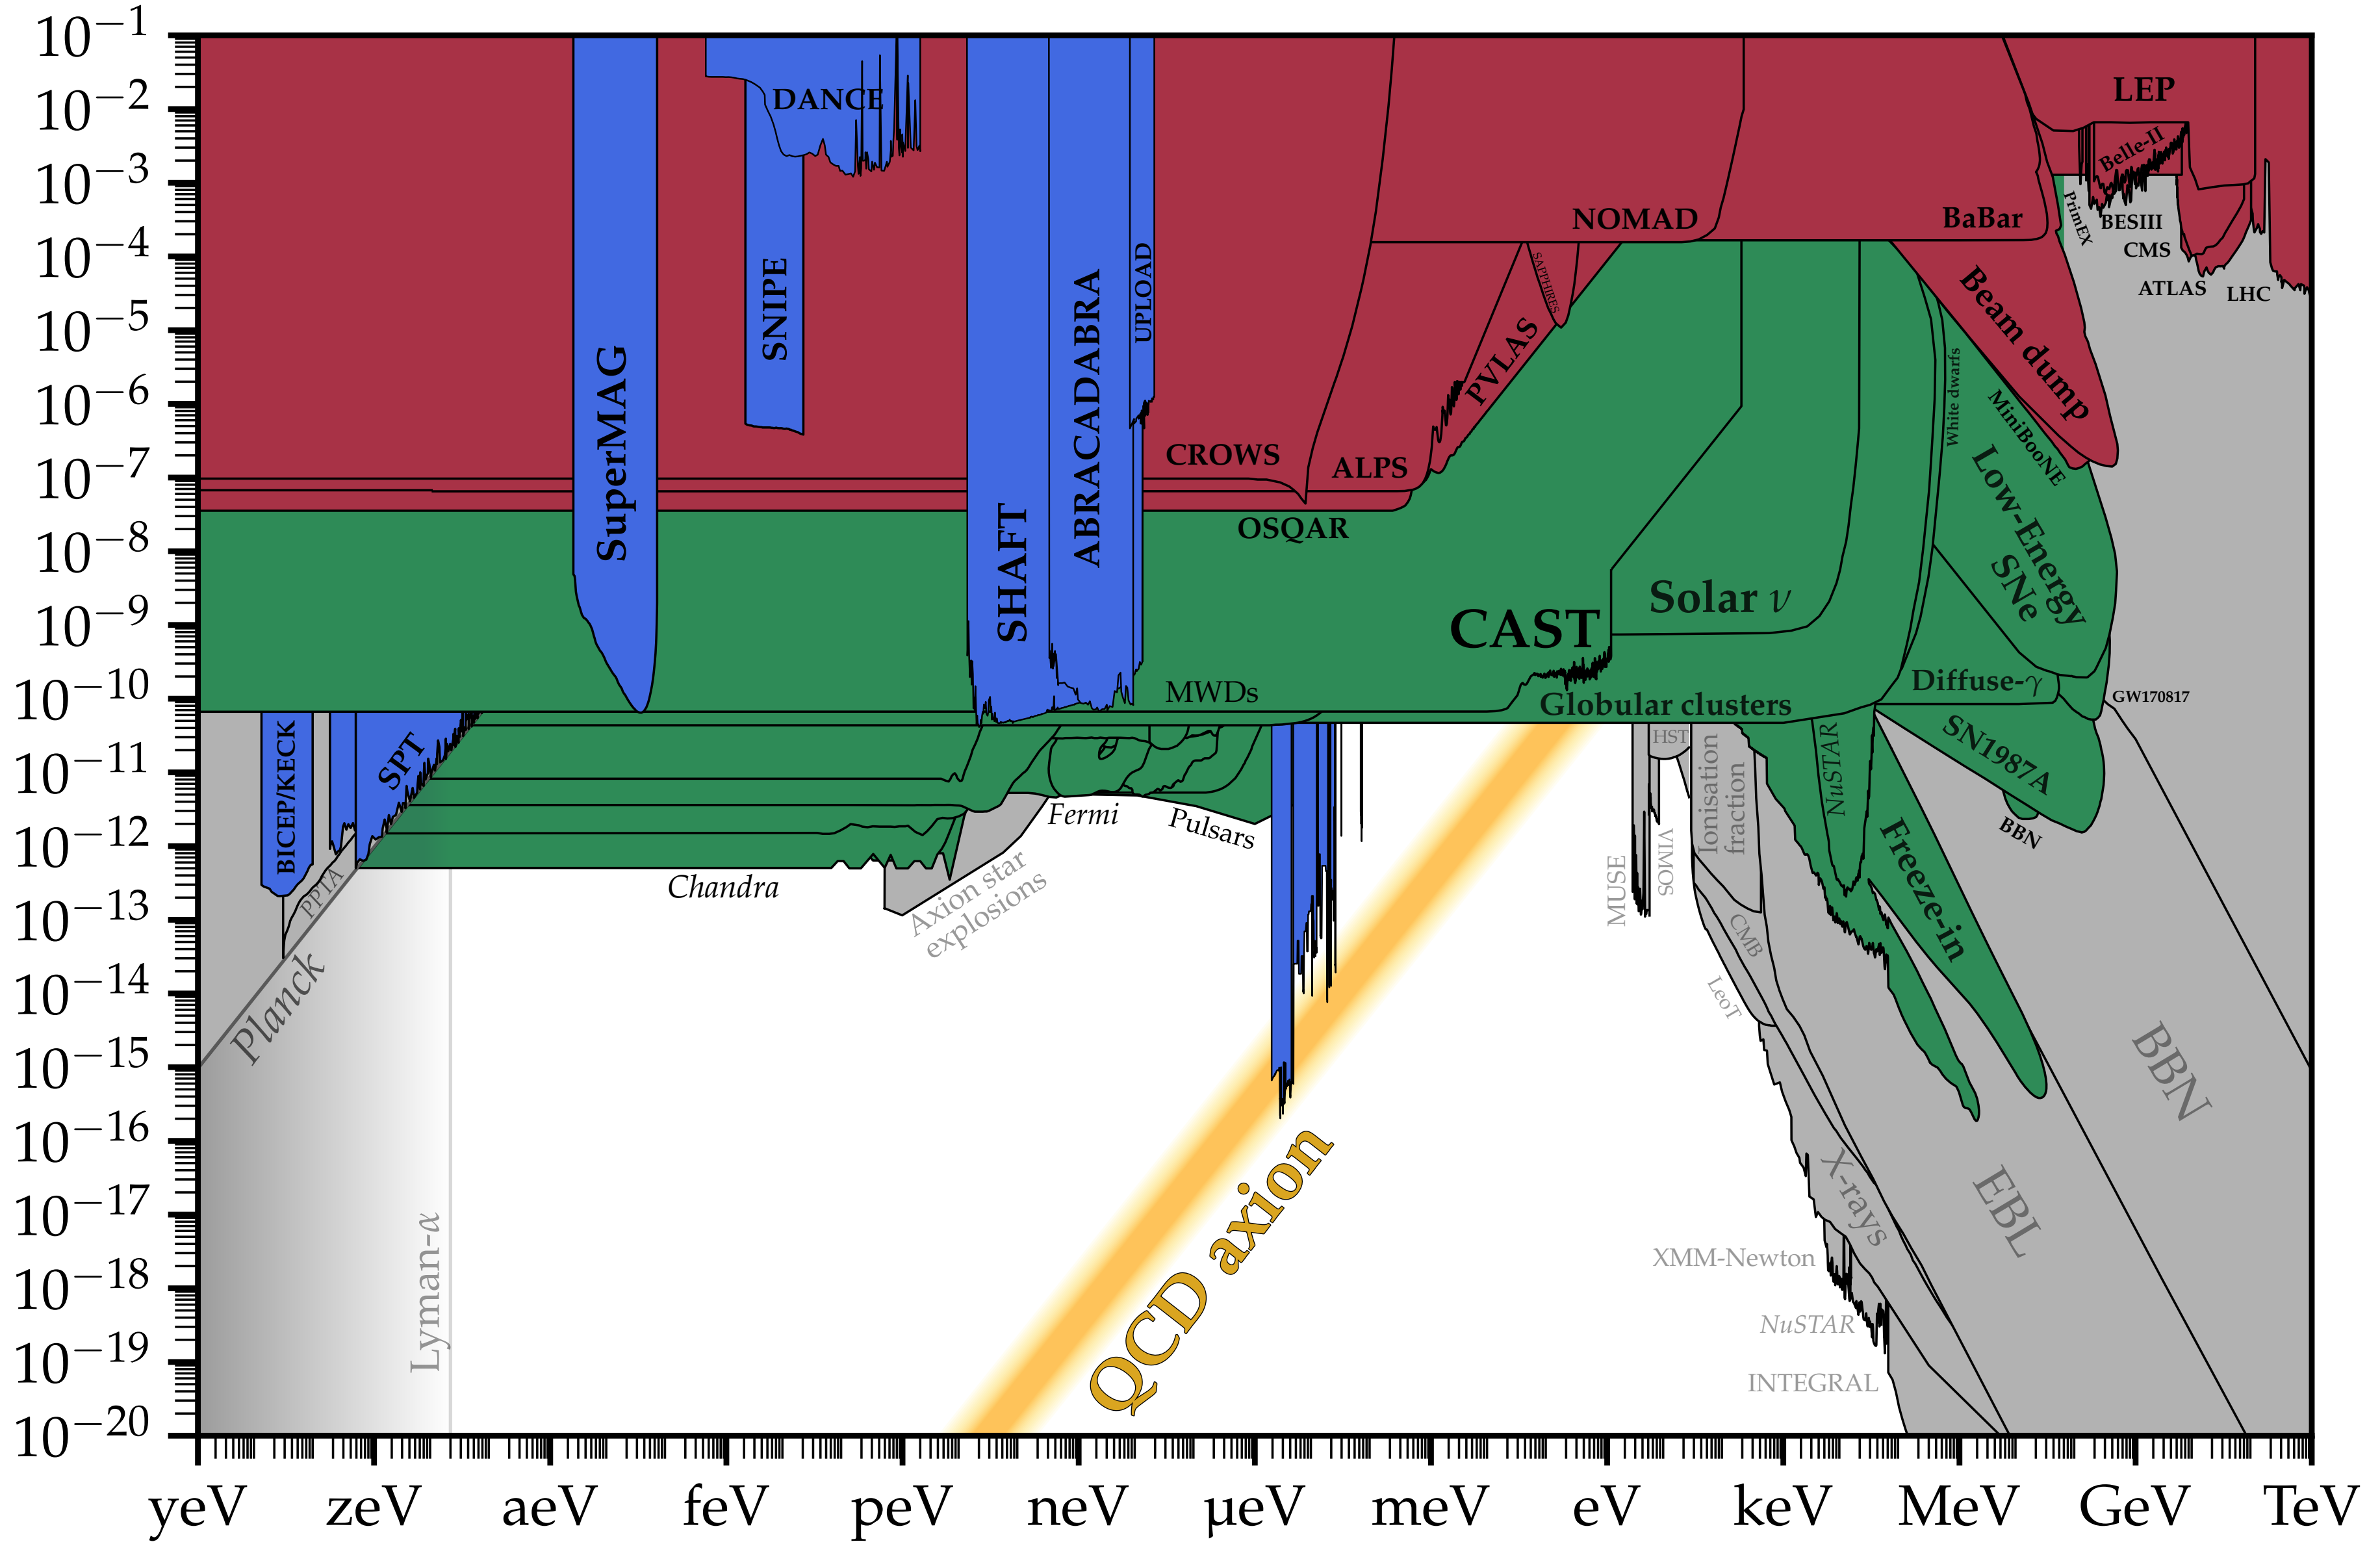 10⁻¹
10⁻²
10⁻³
10⁻⁴
10⁻⁵
10⁻⁶
10⁻⁷
10⁻⁸
10⁻⁹
10⁻¹⁰
10⁻¹¹
10⁻¹²
10⁻¹³
10⁻¹⁴
10⁻¹⁵
10⁻¹⁶
10⁻¹⁷
10⁻¹⁸
10⁻¹⁹
10⁻²⁰
DANCE
SNIPE
SuperMAG
SHAFT
ABRACADABRA
UPLOAD
CROWS
ALPS
OSQAR
PVLAS
SAPPHIRES
NOMAD
BaBar
LEP
Belle-II
PrimEX
BESIII
CMS
ATLAS
LHC
Beam dump
MiniBooNE
White dwarfs
Low-Energy
SNe
CAST
Solar ν
MWDs
Globular clusters
Diffuse-γ
GW170817
SN1987A
BBN
BICEP/KECK
SPT
PPTA
Planck
Chandra
Axion star
explosions
Fermi
Pulsars
HST
MUSE
VIMOS
Ionisation
fraction
NuSTAR
Freeze-in
CMB
LeoT
X-rays
EBL
BBN
XMM-Newton
NuSTAR
INTEGRAL
Lyman-α
QCD axion
yeV
zeV
aeV
feV
peV
neV
µeV
meV
eV
keV
MeV
GeV
TeV